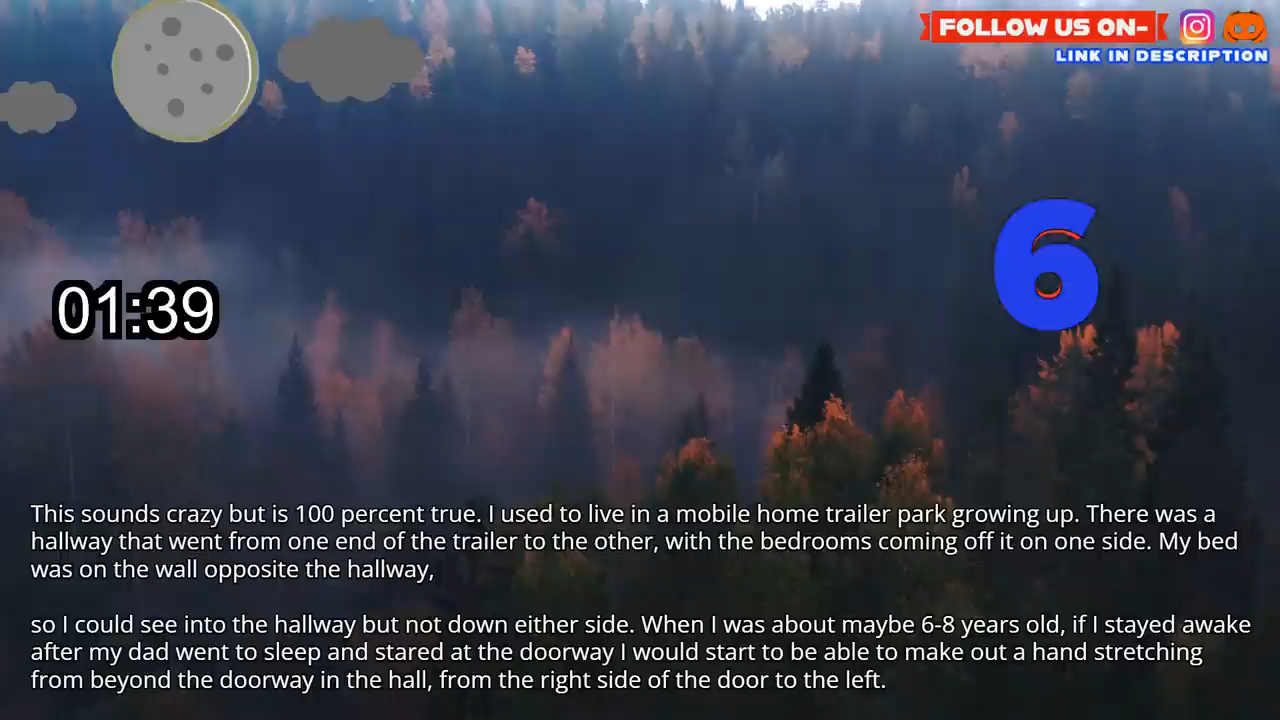 FOLLOW US ON-
LINK IN DESCRIPTION
6
01:39
This sounds crazy but is 100 percent true. I used to live in a mobile home trailer park growing up. There was a
hallway that went from one end of the trailer to the other, with the bedrooms coming off it on one side. My bed
was on the wall opposite the hallway,
so I could see into the hallway but not down either side. When I was about maybe 6-8 years old, if I stayed awake
after my dad went to sleep and stared at the doorway I would start to be able to make out a hand stretching
from beyond the doorway in the hall, from the right side of the door to the left.